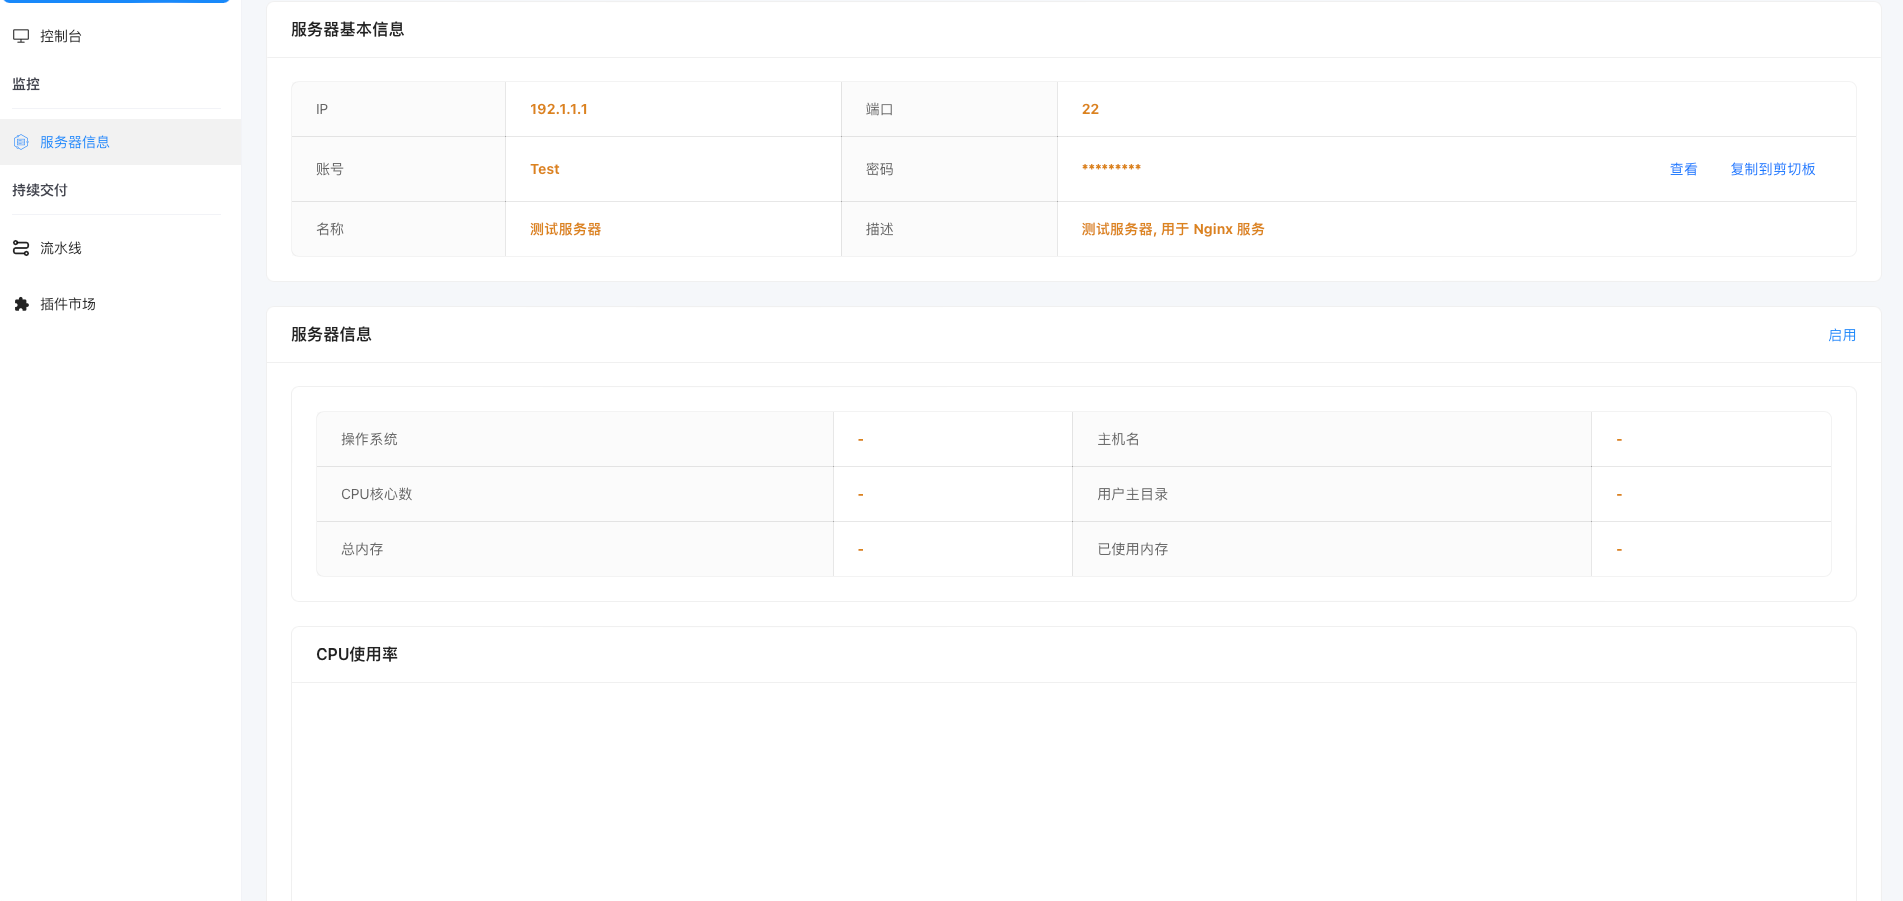 控制台
监控
服务器信息
持续交付
流水线
插件市场
服务器基本信息
IP 192.1.1.1 端口 22
账号 Test 密码 ********* 查看 复制到剪切板
名称 测试服务器 描述 测试服务器, 用于 Nginx 服务
服务器信息 启用
操作系统 - 主机名 -
CPU核心数 - 用户主目录 -
总内存 - 已使用内存 -
CPU使用率